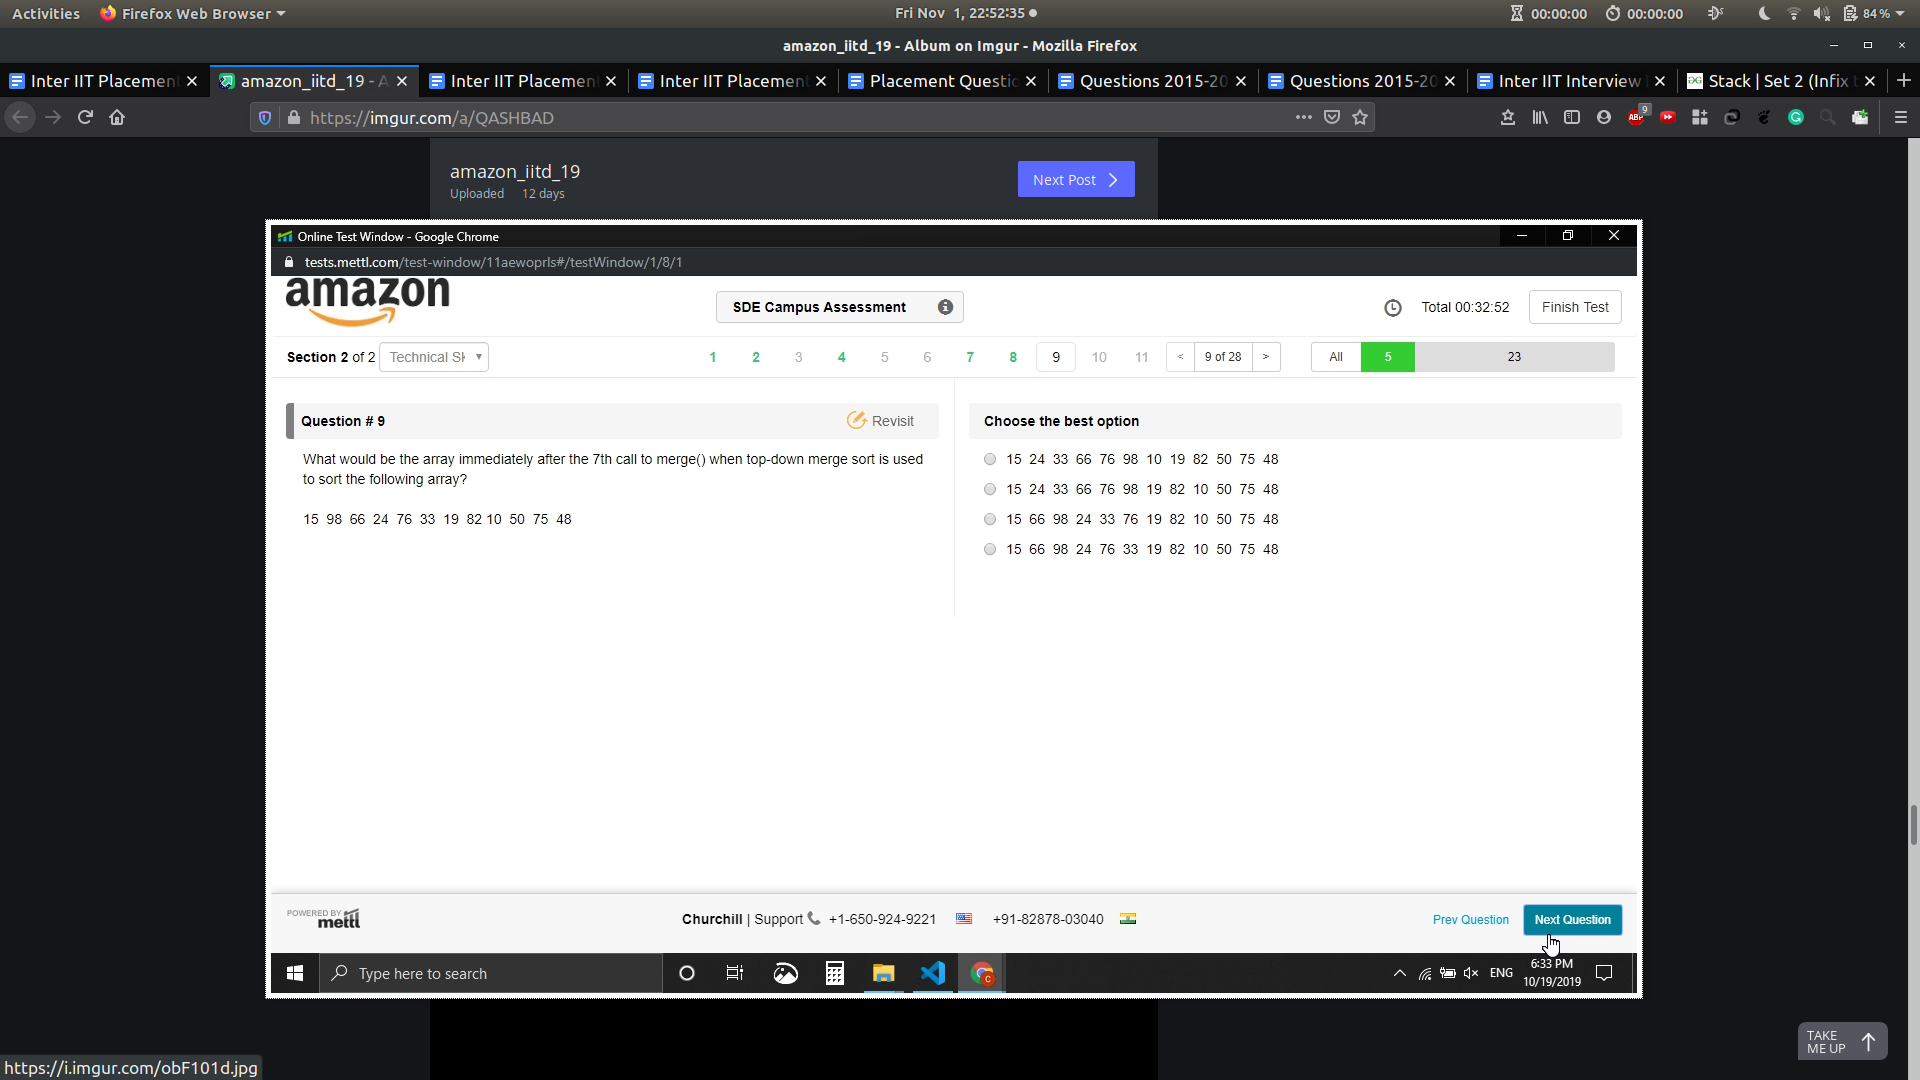 Activities Firefox Web Browser Fri Nov 1, 22:52:35 00:00:00 00:00:00 84 %
amazon_iitd_19 - Album on Imgur - Mozilla Firefox
Inter IIT Placemen amazon_iitd_19 - A Inter IIT Placemen Inter IIT Placemen Placement Questio Questions 2015-20 Questions 2015-20 Inter IIT Interview Stack | Set 2 (Infix t
https://imgur.com/a/QASHBAD ABP 9
amazon_iitd_19
Uploaded 12 days
Next Post
Online Test Window - Google Chrome
tests.mettl.com/test-window/11aewoprls#/testWindow/1/8/1
amazon
SDE Campus Assessment
Total 00:32:52 Finish Test
Section 2 of 2 Technical Sk 1 2 3 4 5 6 7 8 9 10 11 < 9 of 28 > All 5 23
Question # 9 Revisit
What would be the array immediately after the 7th call to merge() when top-down merge sort is used
to sort the following array?
15 98 66 24 76 33 19 82 10 50 75 48
Choose the best option
15 24 33 66 76 98 10 19 82 50 75 48
15 24 33 66 76 98 19 82 10 50 75 48
15 66 98 24 33 76 19 82 10 50 75 48
15 66 98 24 76 33 19 82 10 50 75 48
POWERED BY
mettl
Churchill | Support +1-650-924-9221 +91-82878-03040
Prev Question Next Question
Type here to search
ENG 6:33 PM
10/19/2019
TAKE
ME UP
https://i.imgur.com/obF101d.jpg